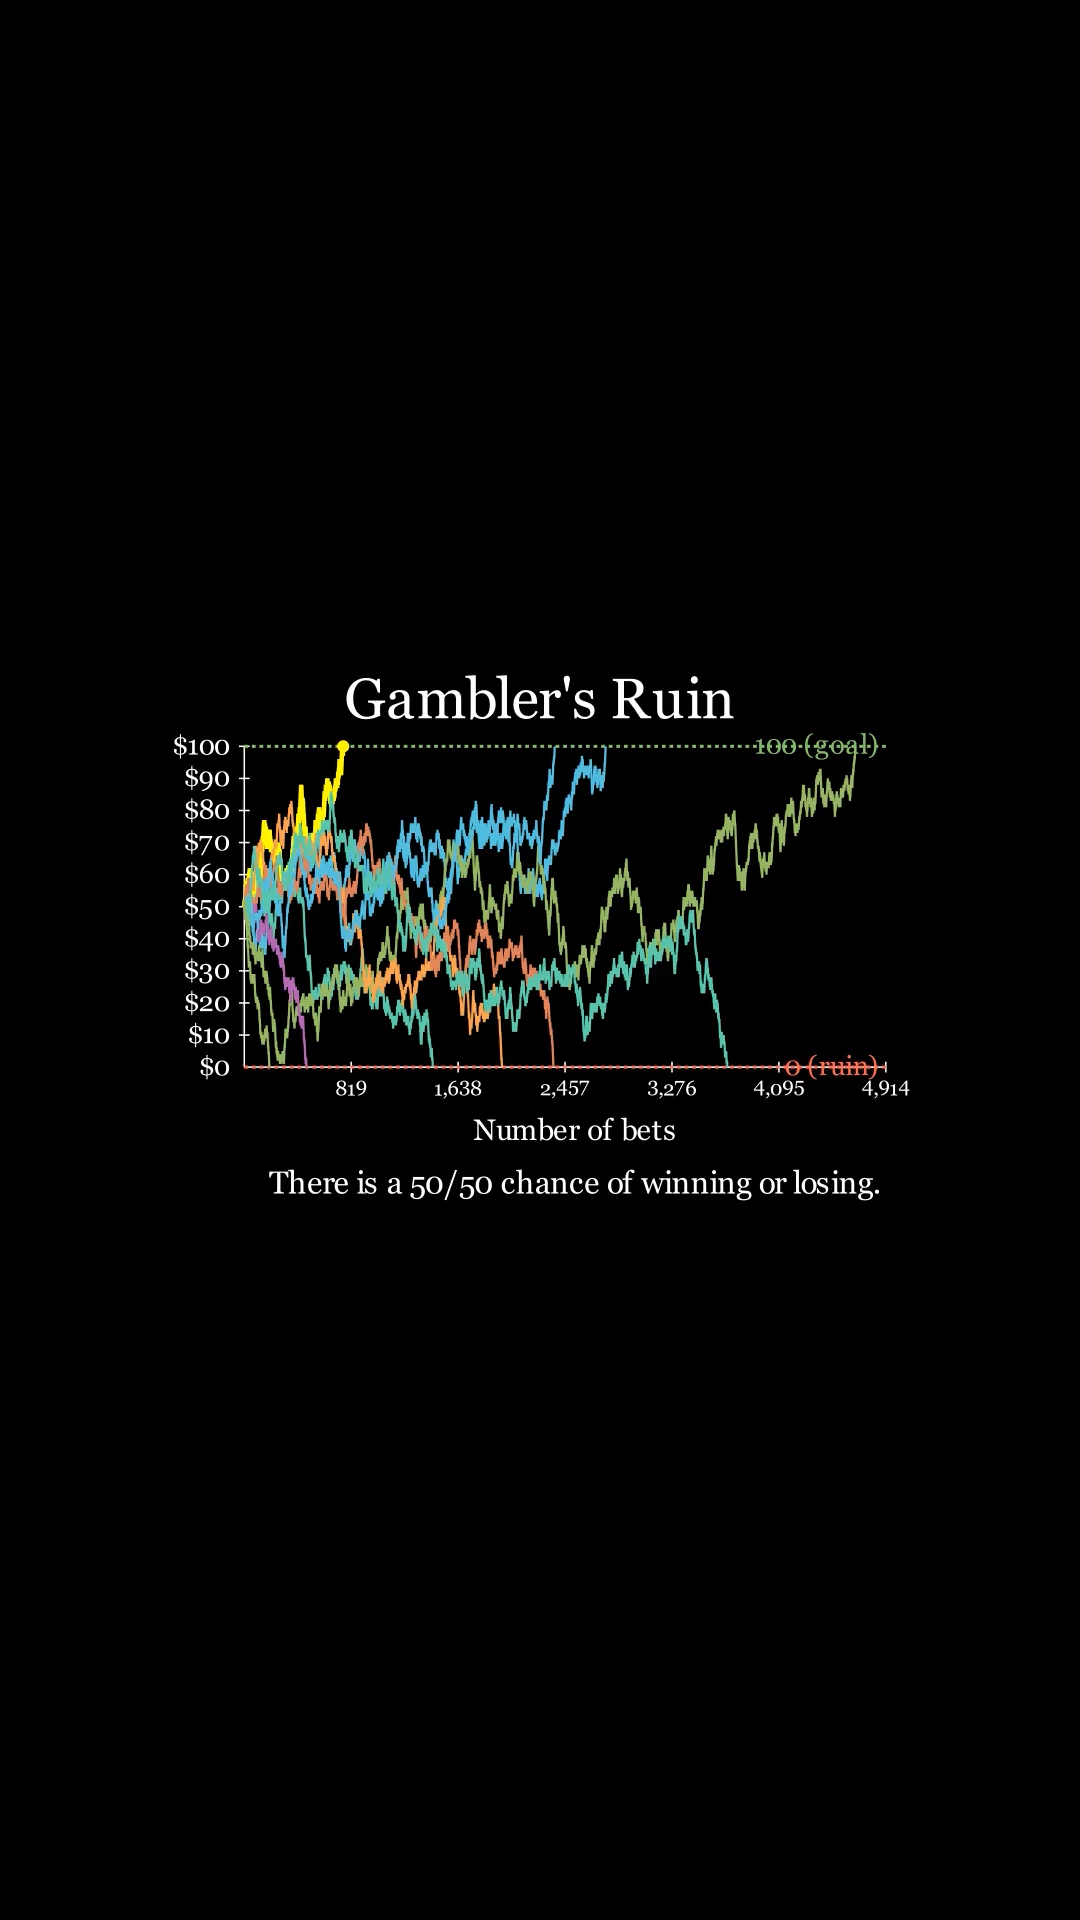 Gambler's Ruin
$100
100 (goal)
$90
$80
$70
$60
$50
$40
$30
$20
$10
$0
0 (ruin)
819 1,638 2,457 3,276 4,095 4,914
Number of bets
There is a 50/50 chance of winning or losing.